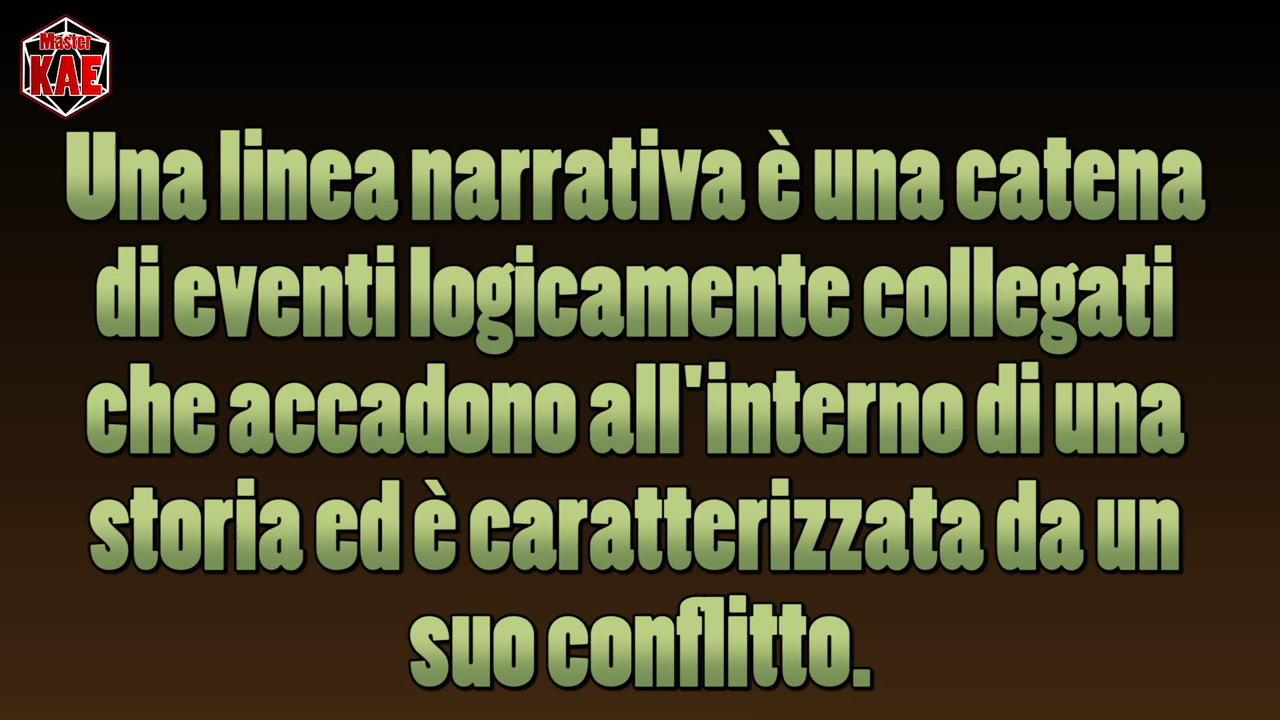 Master
KAE
Una linea narrativa è una catena
di eventi logicamente collegati
che accadono all'interno di una
storia ed è caratterizzata da un
suo conflitto.